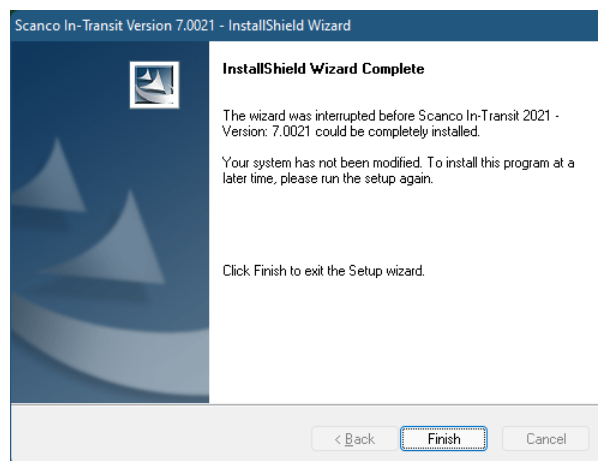 Scanco In-Transit Version 7.0021 - InstallShield Wizard
InstallShield Wizard Complete
The wizard was interrupted before Scanco In-Transit 2021 -
Version: 7.0021 could be completely installed.
Your system has not been modified. To install this program at a
later time, please run the setup again.
Click Finish to exit the Setup wizard.
< Back Finish Cancel